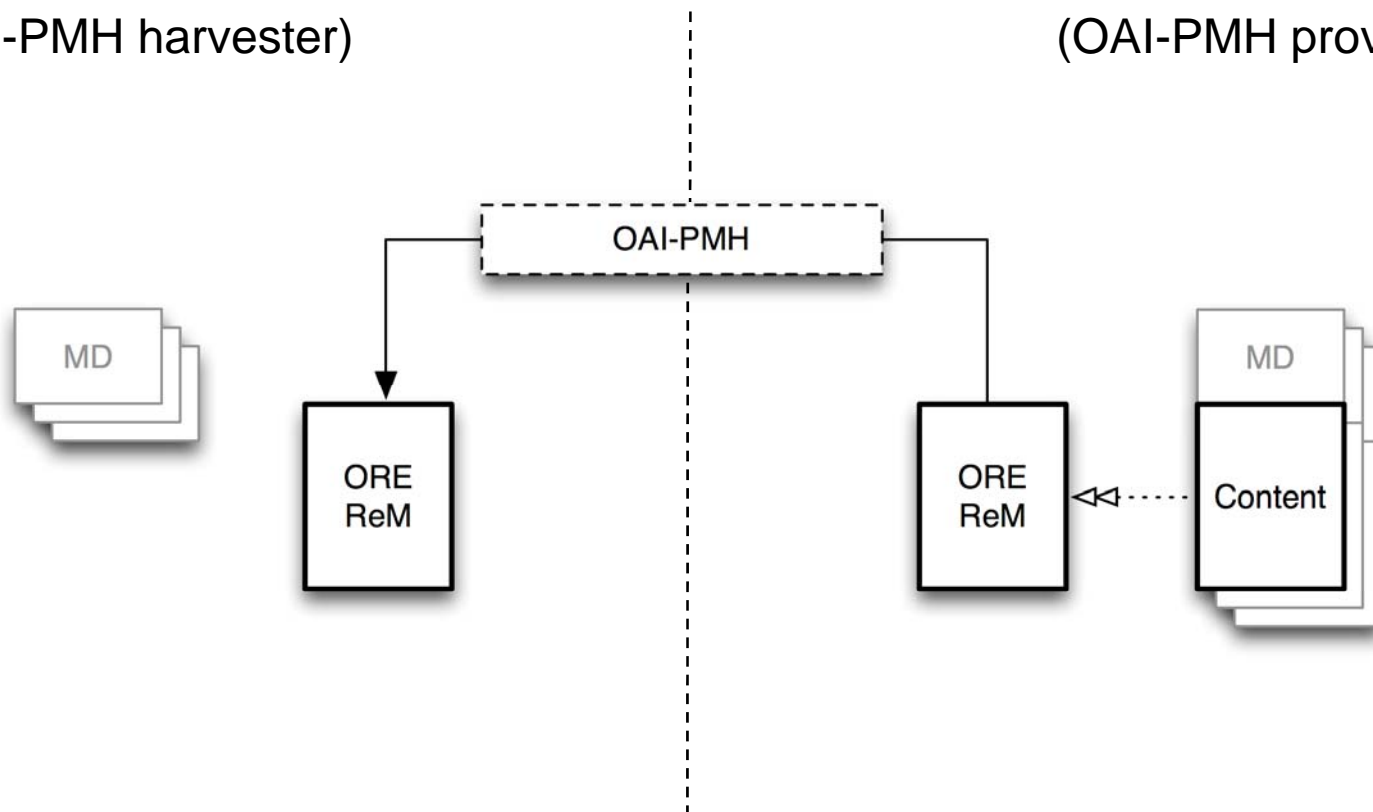 -PMH harvester)
(OAI-PMH prov
OAI-PMH
MD
MD
ORE
ReM
ORE
ReM
Content